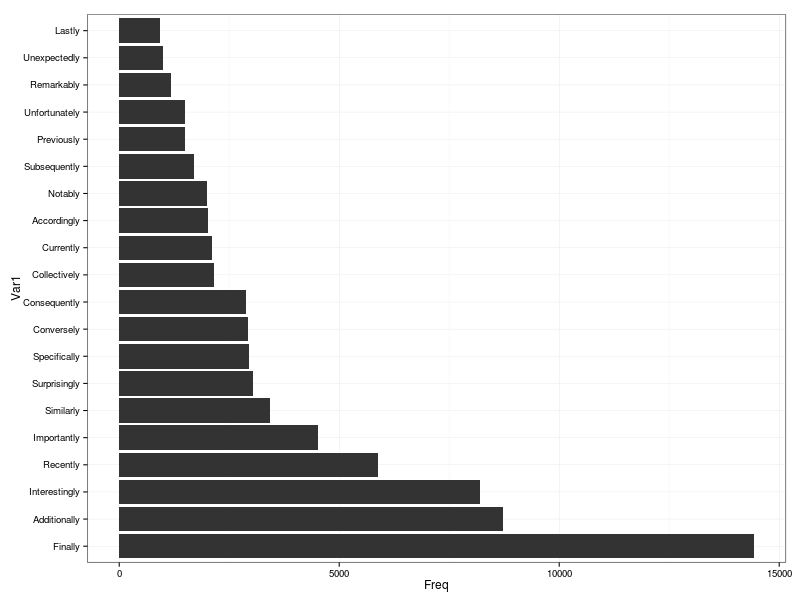 Lastly
Unexpectedly
Remarkably
Unfortunately
Previously
Subsequently
Notably
Accordingly
Currently
Collectively
Var1
Consequently
Conversely
Specifically
Surprisingly
Similarly
Importantly
Recently
Interestingly
Additionally
Finally
0 5000 10000 15000
Freq